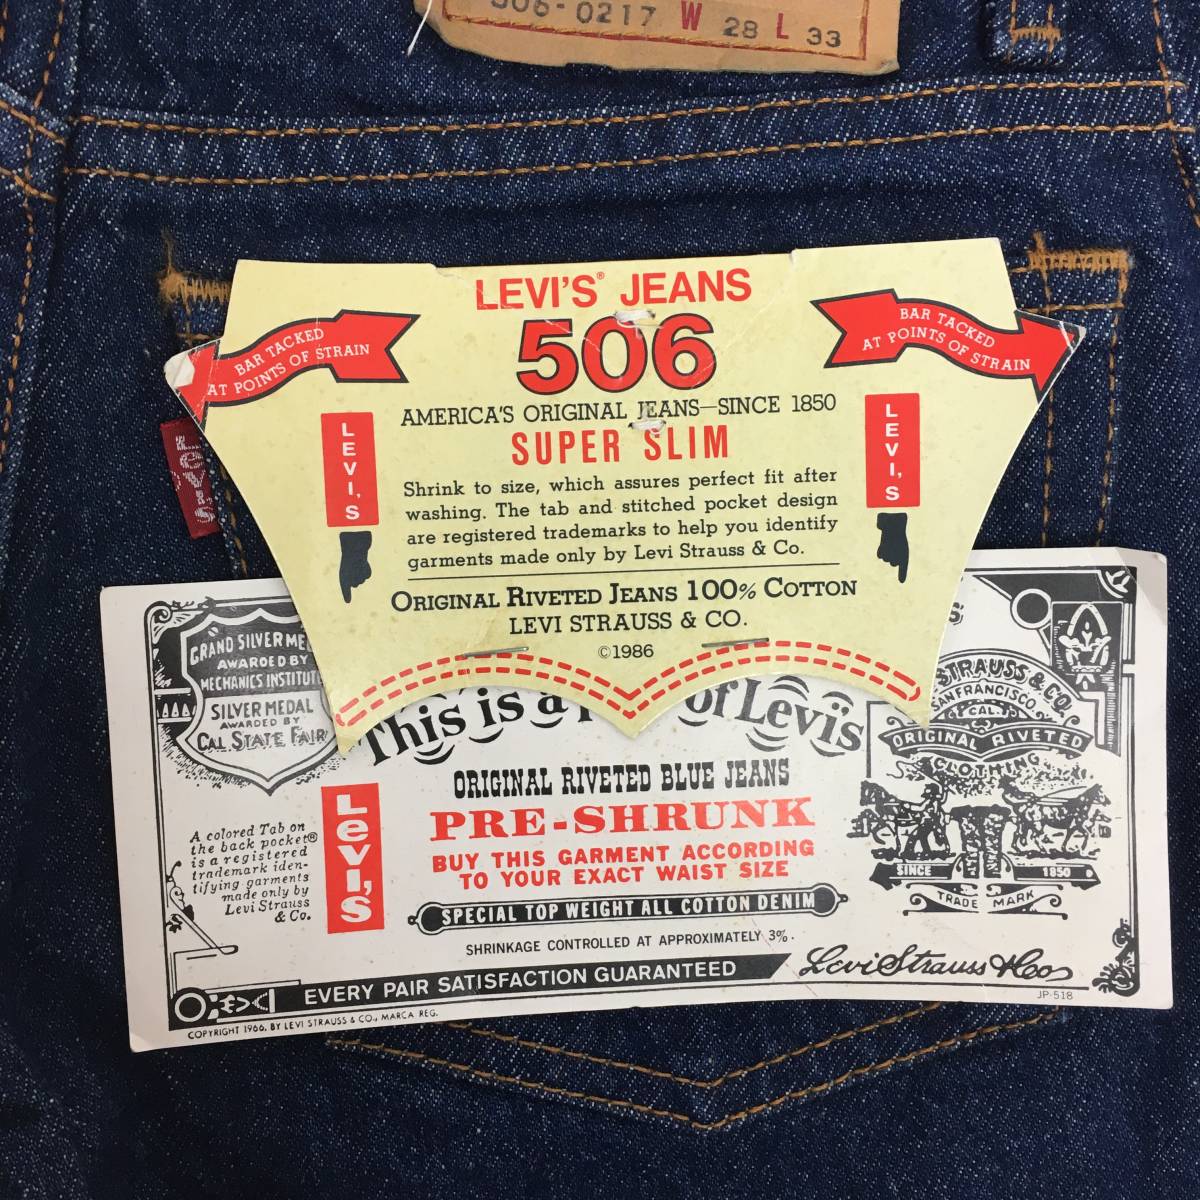 506-0217 W 28 L 33
LEVI'S® JEANS
506
AMERICA'S ORIGINAL JEANS—SINCE 1850
SUPER SLIM
Shrink to size, which assures perfect fit after
washing. The tab and stitched pocket design
are registered trademarks to help you identify
garments made only by Levi Strauss & Co.
ORIGINAL RIVETED JEANS 100% COTTON
LEVI STRAUSS & CO.
©1986
BAR TACKED
AT POINTS OF STRAIN
BAR TACKED
AT POINTS OF STRAIN
LEVI'S
LEVI'S
LEVI'S
GRAND SILVER ME
AWARDED BY
MECHANICS INSTITUT
SILVER MEDAL
AWARDED BY
CAL STATE FAIR
This is a of Levi's
ORIGINAL RIVETED BLUE JEANS
PRE-SHRUNK
BUY THIS GARMENT ACCORDING
TO YOUR EXACT WAIST SIZE
SPECIAL TOP WEIGHT ALL COTTON DENIM
SHRINKAGE CONTROLLED AT APPROXIMATELY 3%.
EVERY PAIR SATISFACTION GUARANTEED
Levi Strauss & Co
JP-518
COPYRIGHT 1966, BY LEVI STRAUSS & CO., MARCA REG.
A colored Tab on
the back pocket®
is a registered
trademark iden-
tifying garments
made only by
Levi Strauss
& Co.
Levi's
STRAUSS & CO.
SAN FRANCISCO
CAL.
ORIGINAL RIVETED
CLOTHING
SINCE 1850
TRADE MARK